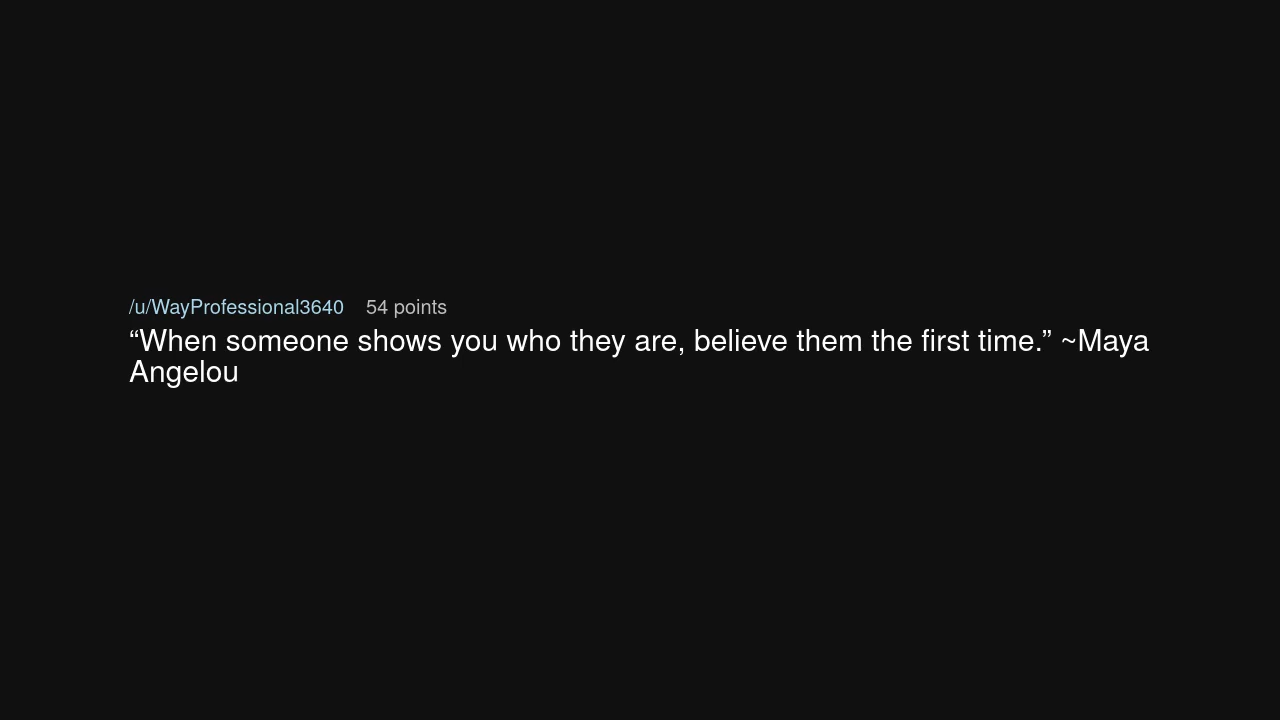 /u/WayProfessional3640 54 points
“When someone shows you who they are, believe them the first time.” ~Maya
Angelou